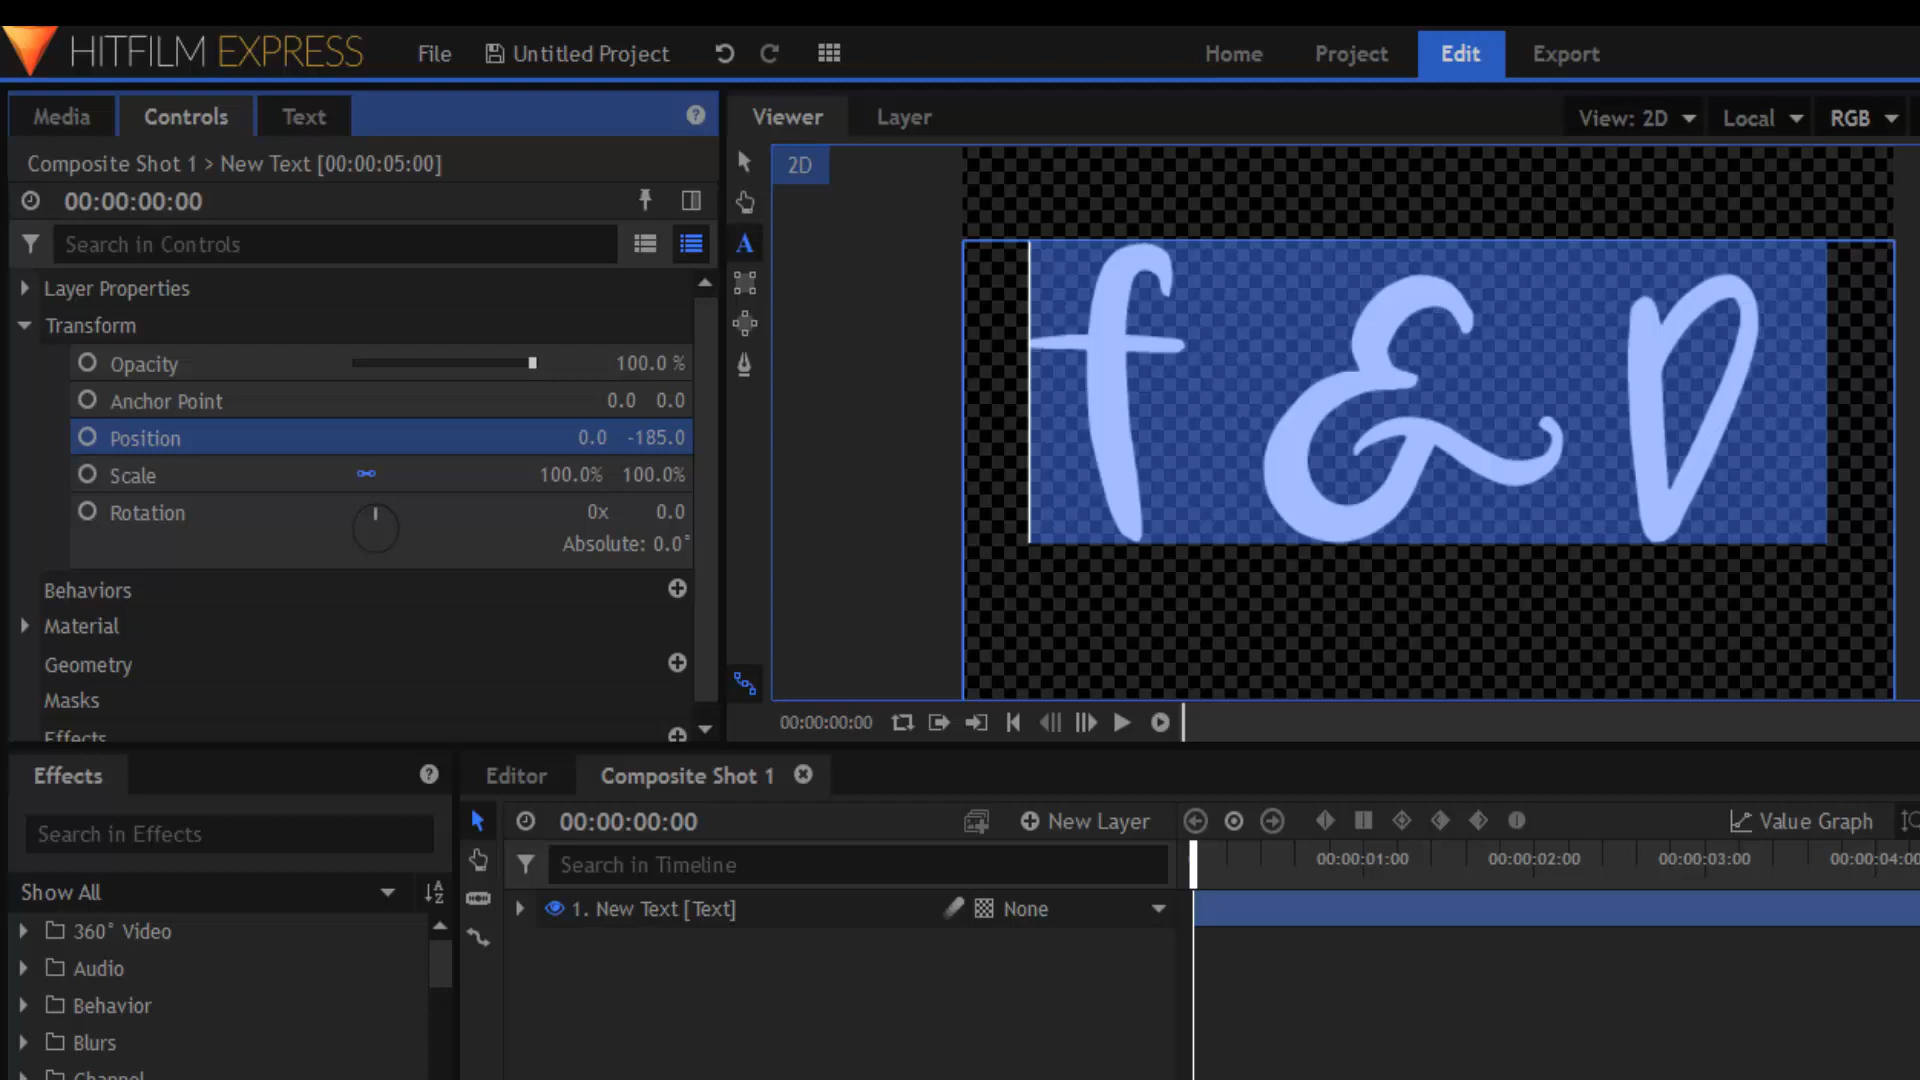 HITFILM EXPRESS File Untitled Project Home Project Edit Export
Media Controls Text
Viewer Layer View: 2D Local RGB
Composite Shot 1 > New Text [00:00:05:00]
2D
00:00:00:00
Search in Controls
A
Layer Properties
Transform
Opacity 100.0 %
Anchor Point 0.0 0.0
Position 0.0 -185.0
Scale 100.0% 100.0%
Rotation 0x 0.0
Absolute: 0.0°
Behaviors
Material
Geometry
Masks
Effects
f & D
00:00:00:00
Effects
Search in Effects
Show All
360° Video
Audio
Behavior
Blurs
Channel
Editor Composite Shot 1
00:00:00:00 New Layer Value Graph
Search in Timeline 00:00:01:00 00:00:02:00 00:00:03:00 00:00:04:00
1. New Text [Text] None